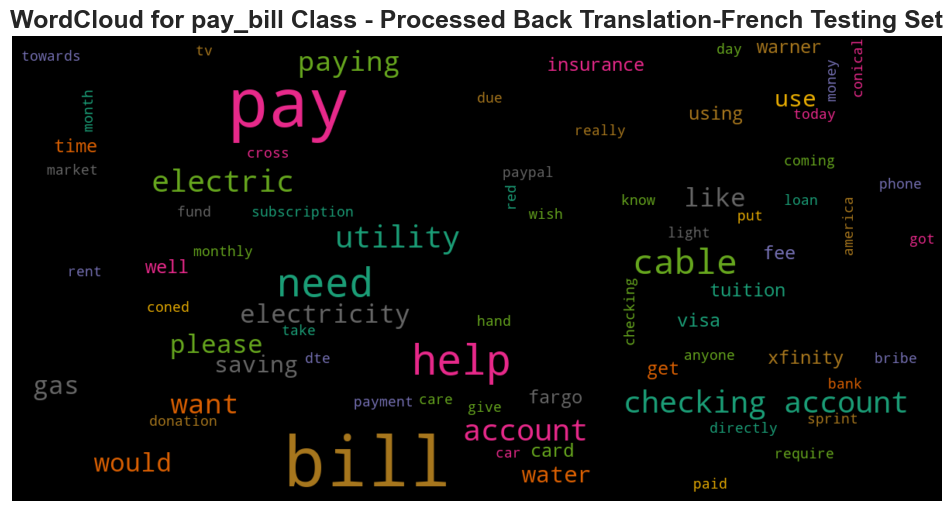 WordCloud for pay_bill Class - Processed Back Translation-French Testing Set
towards
tv
paying
insurance
day
warner
conical
money
month
pay
due
use
using
today
really
time
cross
market
electric
paypal
coming
phone
red
like
know
loan
fund
subscription
wish
put
america
light
got
utility
monthly
cable
fee
rent
well
need
tuition
coned
electricity
checking
hand
visa
take
please
saving
dte
help
anyone
xfinity
bribe
get
gas
bank
want
payment
care
give
fargo
checking account
donation
sprint
account
directly
would
bill
car
card
water
require
paid